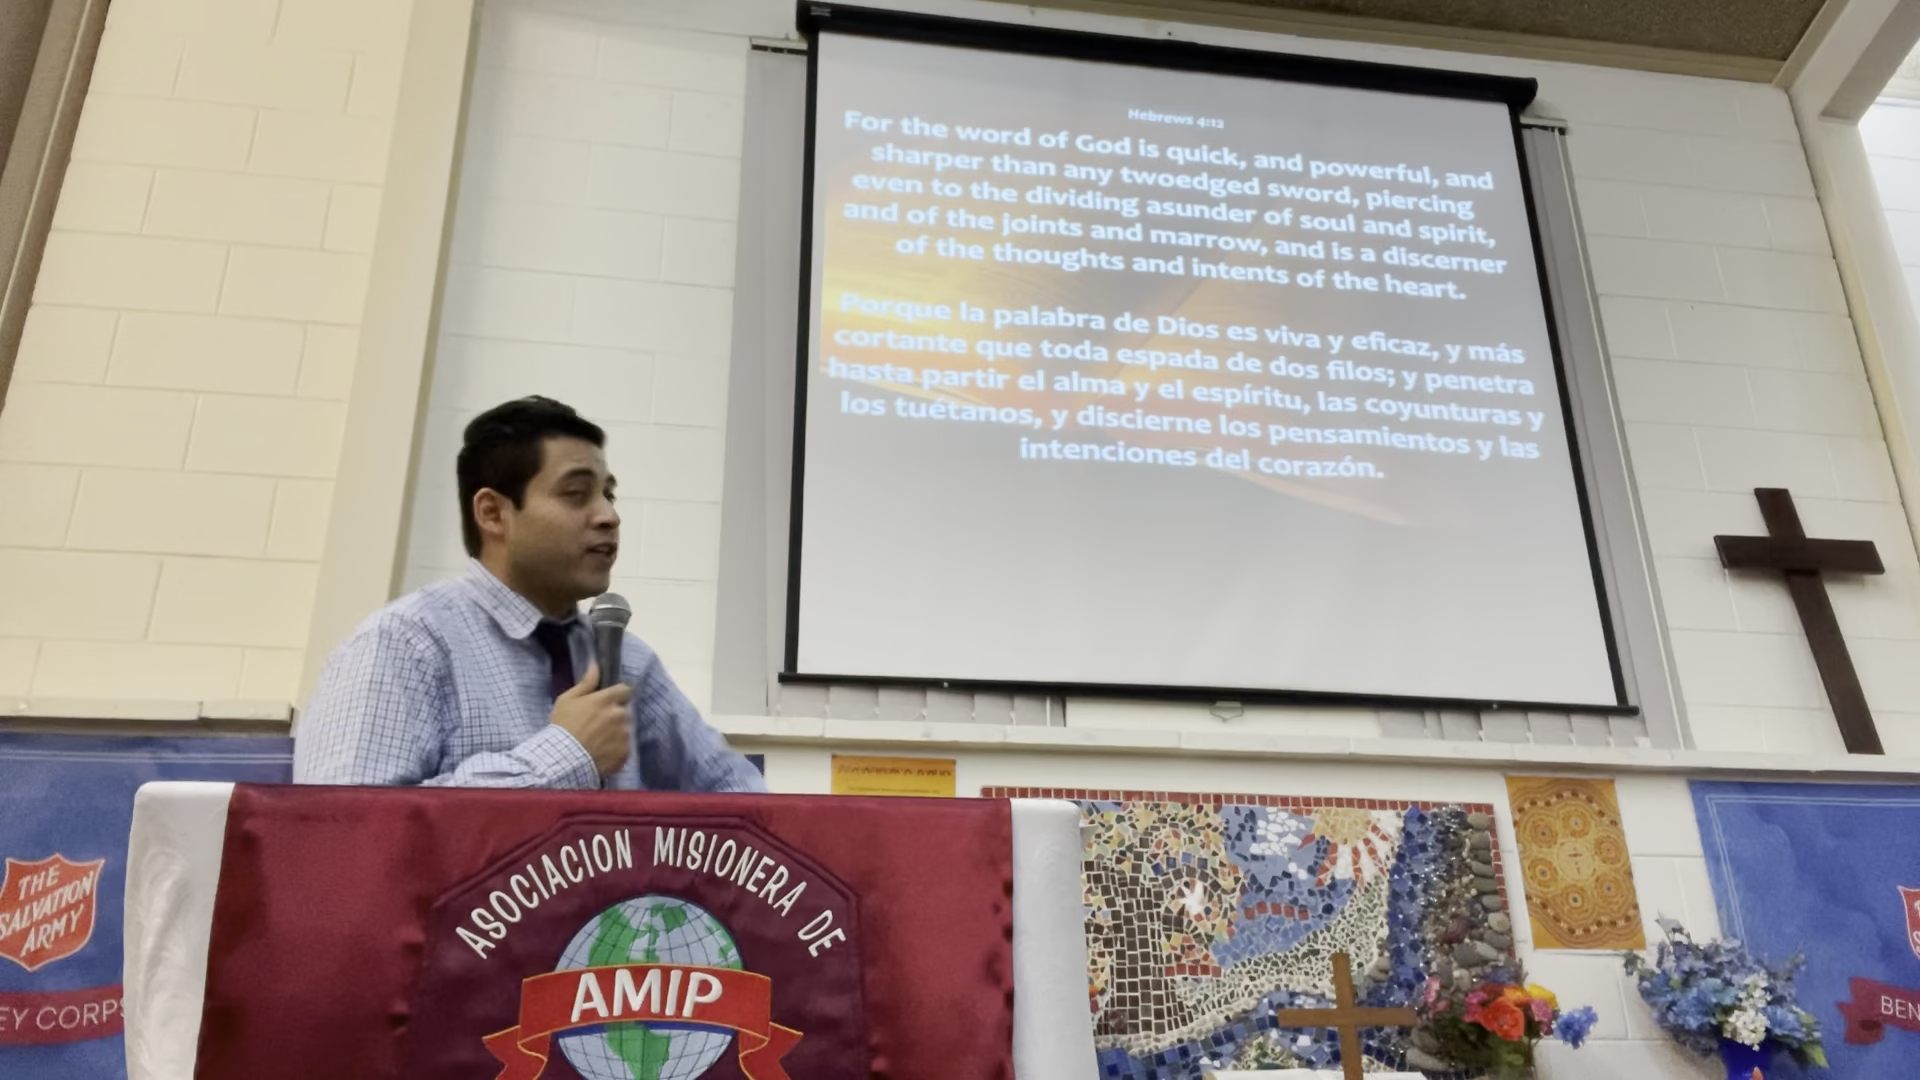 Hebrews 4:12
For the word of God is quick, and powerful, and
sharper than any twoedged sword, piercing
even to the dividing asunder of soul and spirit,
and of the joints and marrow, and is a discerner
of the thoughts and intents of the heart.
Porque la palabra de Dios es viva y eficaz, y más
cortante que toda espada de dos filos; y penetra
hasta partir el alma y el espíritu, las coyunturas y
los tuétanos, y discierne los pensamientos y las
intenciones del corazón.
ASOCIACION MISIONERA DE
AMIP
THE
SALVATION
ARMY
EY CORPS
BEN